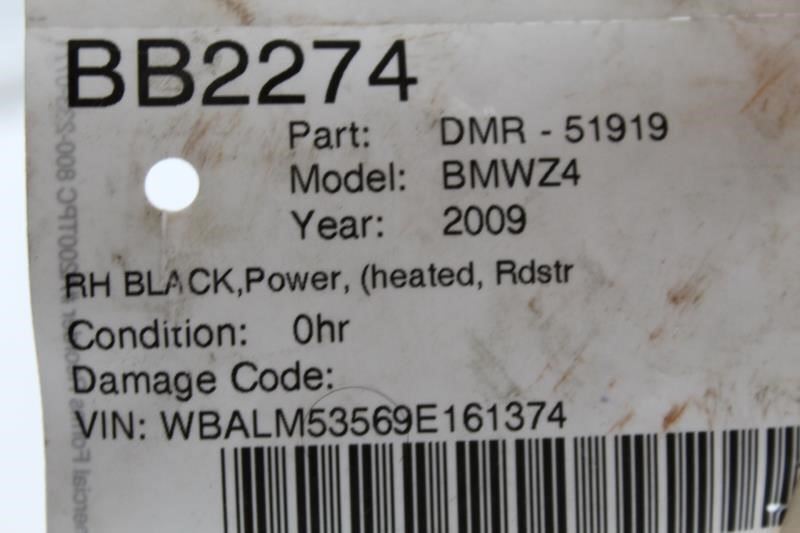 BB2274
Part: DMR - 51919
Model: BMWZ4
Year: 2009
RH BLACK,Power, (heated, Rdstr
Condition: 0hr
Damage Code:
VIN: WBALM53569E161374